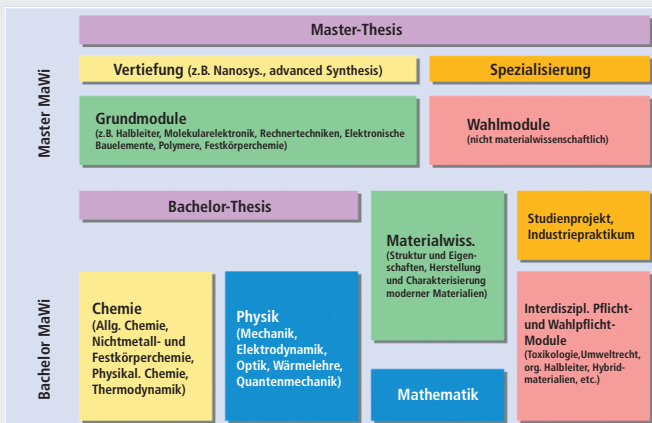 Master MaWi
Master-Thesis
Vertiefung (z.B. Nanosys., advanced Synthesis)
Spezialisierung
Grundmodule
(z.B. Halbleiter, Molekularelektronik, Rechnertechniken, Elektronische
Bauelemente, Polymere, Festkörperchemie)
Wahlmodule
(nicht materialwissenschaftlich)
Bachelor MaWi
Bachelor-Thesis
Materialwiss.
(Struktur und Eigen-
schaften, Herstellung
und Charakterisierung
moderner Materialien)
Studienprojekt,
Industriepraktikum
Chemie
(Allg. Chemie,
Nichtmetall- und
Festkörperchemie,
Physikal. Chemie,
Thermodynamik)
Physik
(Mechanik,
Elektrodynamik,
Optik, Wärmelehre,
Quantenmechanik)
Mathematik
Interdiszipl. Pflicht-
und Wahlpflicht-
Module
(Toxikologie,Umweltrecht,
org. Halbleiter, Hybrid-
materialien, etc.)